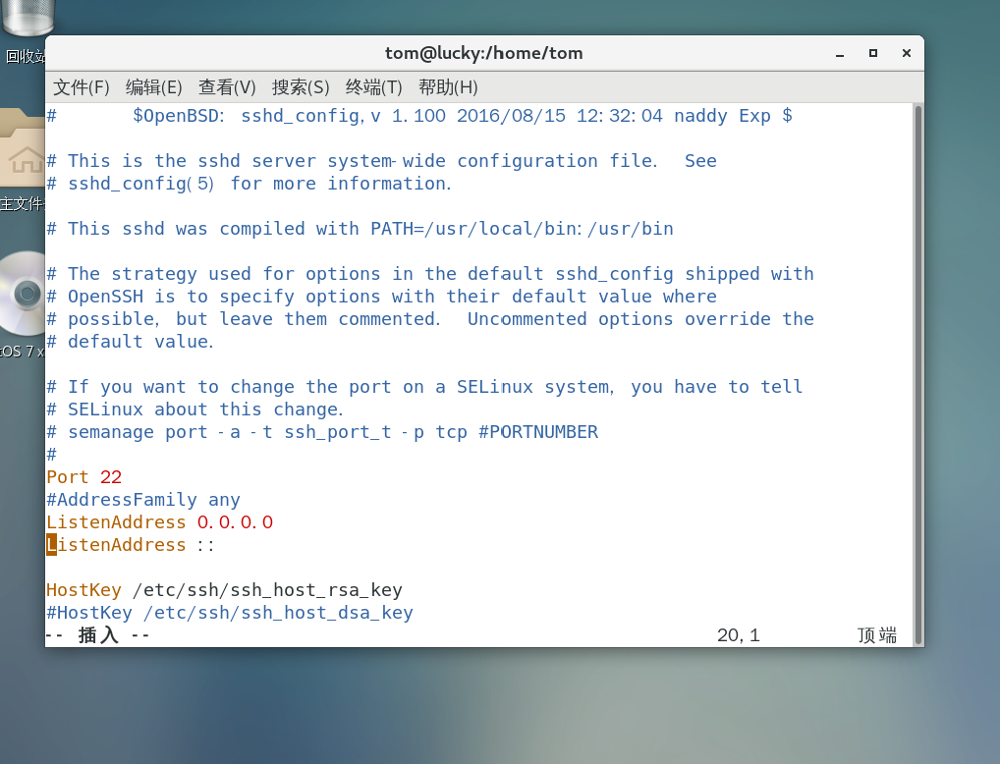 回收站
主文件
tOS 7 x
tom@lucky:/home/tom
文件(F) 编辑(E) 查看(V) 搜索(S) 终端(T) 帮助(H)
#       $OpenBSD: sshd_config,v 1.100 2016/08/15 12:32:04 naddy Exp $
# This is the sshd server system-wide configuration file.  See
# sshd_config(5) for more information.
# This sshd was compiled with PATH=/usr/local/bin:/usr/bin
# The strategy used for options in the default sshd_config shipped with
# OpenSSH is to specify options with their default value where
# possible, but leave them commented.  Uncommented options override the
# default value.
# If you want to change the port on a SELinux system, you have to tell
# SELinux about this change.
# semanage port -a -t ssh_port_t -p tcp #PORTNUMBER
#
Port 22
#AddressFamily any
ListenAddress 0.0.0.0
ListenAddress ::
HostKey /etc/ssh/ssh_host_rsa_key
#HostKey /etc/ssh/ssh_host_dsa_key
-- 插入 -- 20,1 顶端